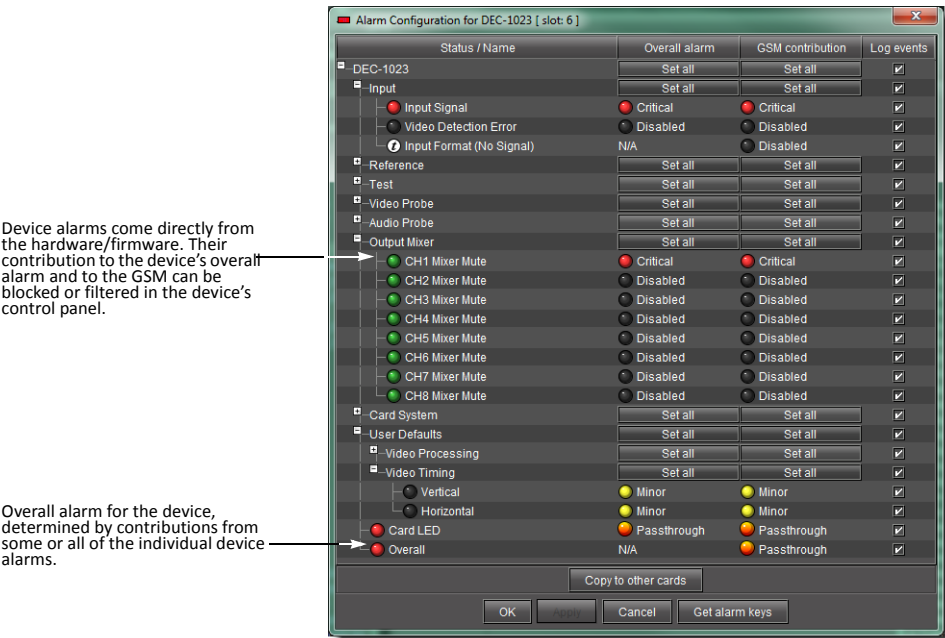 Alarm Configuration for DEC-1023 [ slot: 6 ]
Status / Name Overall alarm GSM contribution Log events
DEC-1023 Set all Set all
Input Set all Set all
Input Signal Critical Critical
Video Detection Error Disabled Disabled
Input Format (No Signal) N/A Disabled
Reference Set all Set all
Test Set all Set all
Video Probe Set all Set all
Audio Probe Set all Set all
Output Mixer Set all Set all
CH1 Mixer Mute Critical Critical
CH2 Mixer Mute Disabled Disabled
CH3 Mixer Mute Disabled Disabled
CH4 Mixer Mute Disabled Disabled
CH5 Mixer Mute Disabled Disabled
CH6 Mixer Mute Disabled Disabled
CH7 Mixer Mute Disabled Disabled
CH8 Mixer Mute Disabled Disabled
Card System Set all Set all
User Defaults Set all Set all
Video Processing Set all Set all
Video Timing Set all Set all
Vertical Minor Minor
Horizontal Minor Minor
Card LED Passthrough Passthrough
Overall N/A Passthrough
Copy to other cards
OK Apply Cancel Get alarm keys
Device alarms come directly from
the hardware/firmware. Their
contribution to the device's overall
alarm and to the GSM can be
blocked or filtered in the device's
control panel.
Overall alarm for the device,
determined by contributions from
some or all of the individual device
alarms.